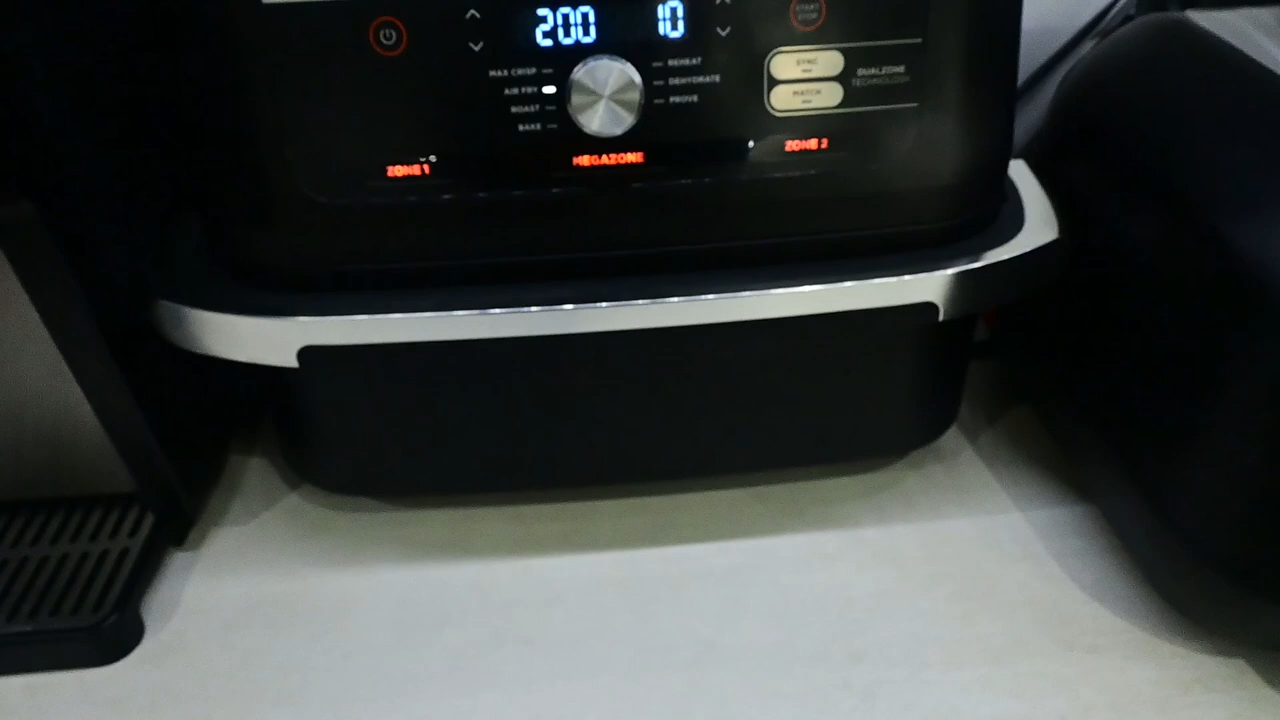 200 10
START
STOP
MAX CRISP
AIR FRY
ROAST
BAKE
REHEAT
DEHYDRATE
PROVE
SYNC
MATCH
DUALZONE
TECHNOLOGY
ZONE 1
MEGAZONE
ZONE 2